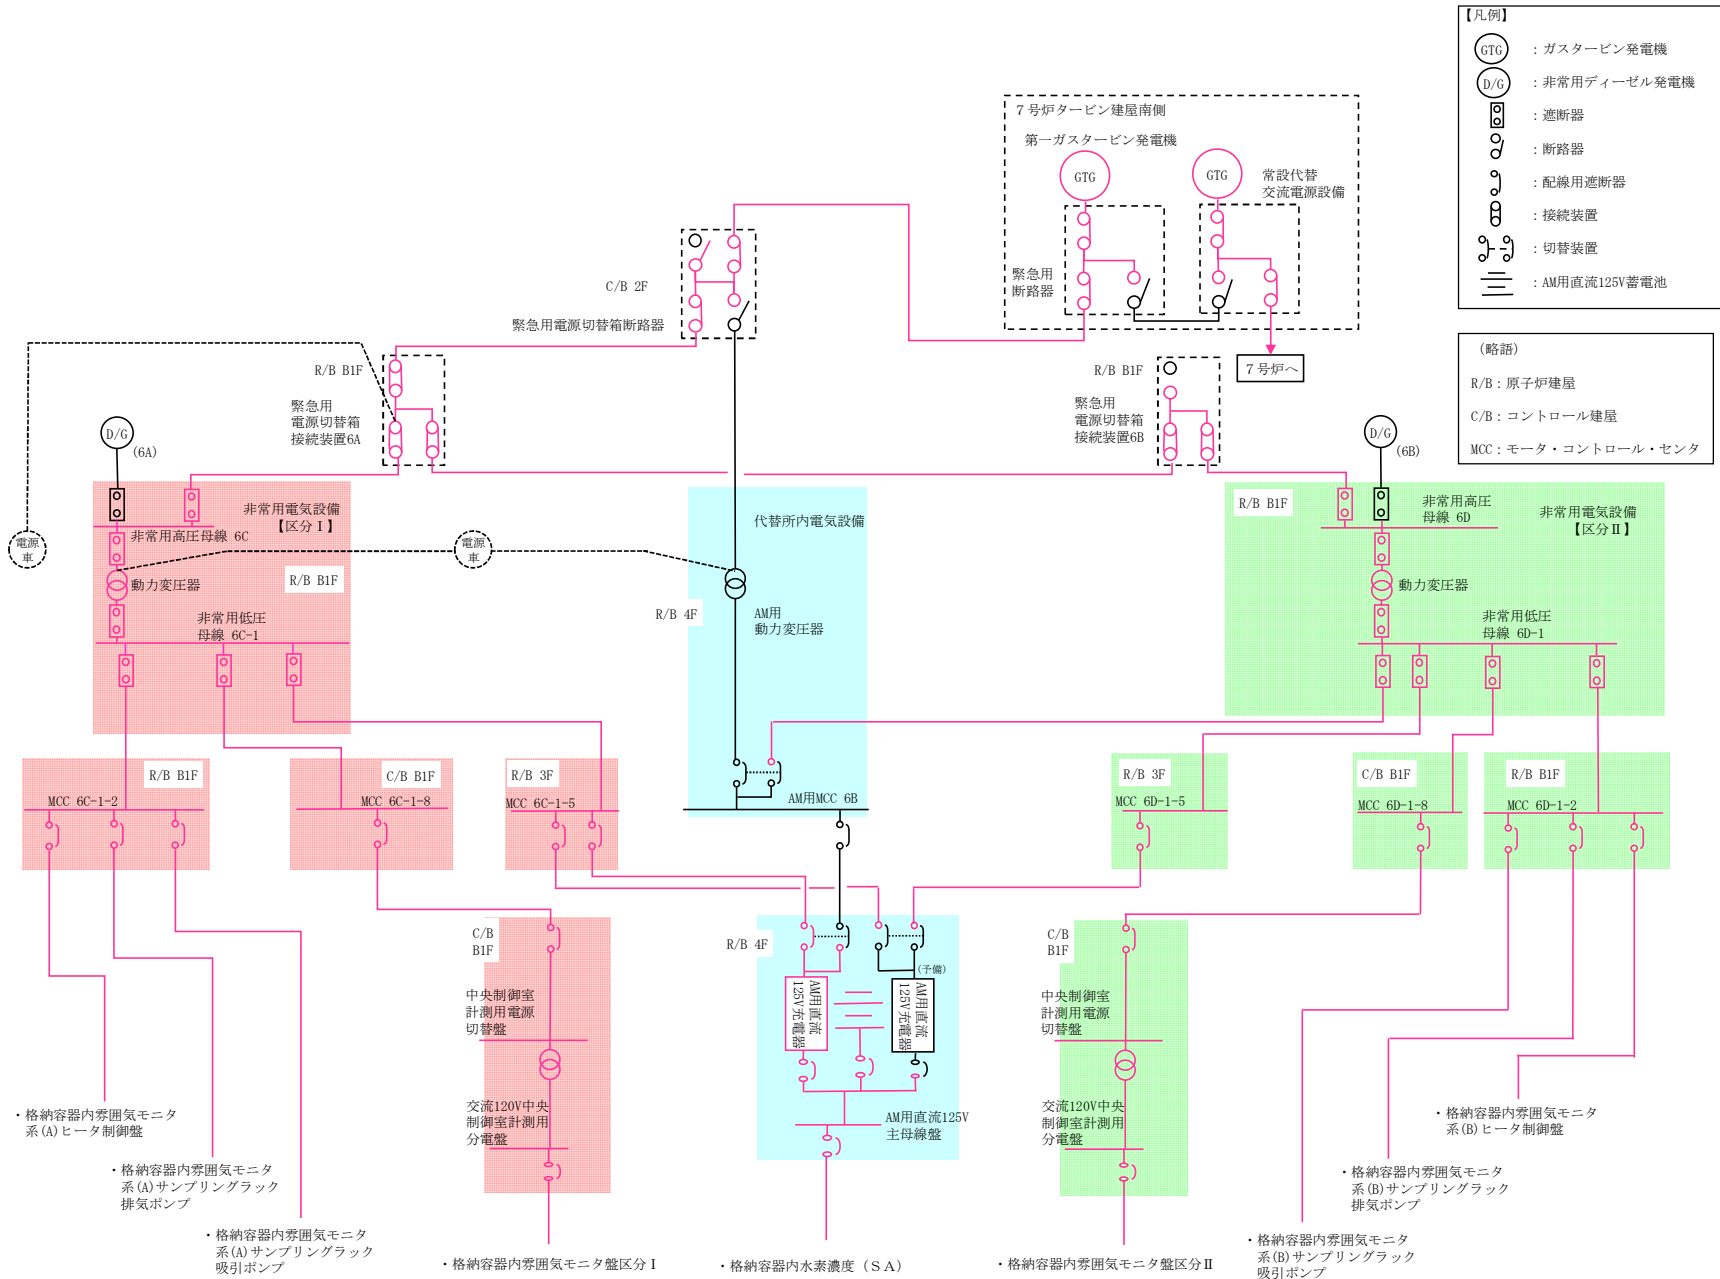 【凡例】
GTG ：ガスタービン発電機
D/G ：非常用ディーゼル発電機
：遮断器
：断路器
：配線用遮断器
：接続装置
：切替装置
：AM用直流125V蓄電池
（略語）
R/B：原子炉建屋
C/B：コントロール建屋
MCC：モータ・コントロール・センタ
７号炉タービン建屋南側
第一ガスタービン発電機
GTG
GTG
常設代替
交流電源設備
緊急用
断路器
７号炉へ
C/B 2F
緊急用電源切替箱断路器
R/B B1F
緊急用
電源切替箱
接続装置6A
R/B B1F
緊急用
電源切替箱
接続装置6B
D/G
(6A)
D/G
(6B)
電源
車
電源
車
非常用電気設備
【区分Ⅰ】
非常用高圧母線 6C
動力変圧器
R/B B1F
非常用低圧
母線 6C-1
代替所内電気設備
R/B 4F
AM用
動力変圧器
AM用MCC 6B
R/B B1F
非常用高圧
母線 6D
非常用電気設備
【区分Ⅱ】
動力変圧器
非常用低圧
母線 6D-1
R/B B1F
MCC 6C-1-2
C/B B1F
MCC 6C-1-8
R/B 3F
MCC 6C-1-5
R/B 3F
MCC 6D-1-5
C/B B1F
MCC 6D-1-8
R/B B1F
MCC 6D-1-2
C/B
B1F
中央制御室
計測用電源
切替盤
交流120V中央
制御室計測用
分電盤
R/B 4F
(予備)
AM用直流
125V充電器
AM用直流
125V充電器
AM用直流125V
主母線盤
C/B
B1F
中央制御室
計測用電源
切替盤
交流120V中央
制御室計測用
分電盤
・格納容器内雰囲気モニタ
系(A)ヒータ制御盤
・格納容器内雰囲気モニタ
系(A)サンプリングラック
排気ポンプ
・格納容器内雰囲気モニタ
系(A)サンプリングラック
吸引ポンプ
・格納容器内雰囲気モニタ盤区分Ⅰ
・格納容器内水素濃度（ＳＡ）
・格納容器内雰囲気モニタ盤区分Ⅱ
・格納容器内雰囲気モニタ
系(B)サンプリングラック
吸引ポンプ
・格納容器内雰囲気モニタ
系(B)サンプリングラック
排気ポンプ
・格納容器内雰囲気モニタ
系(B)ヒータ制御盤